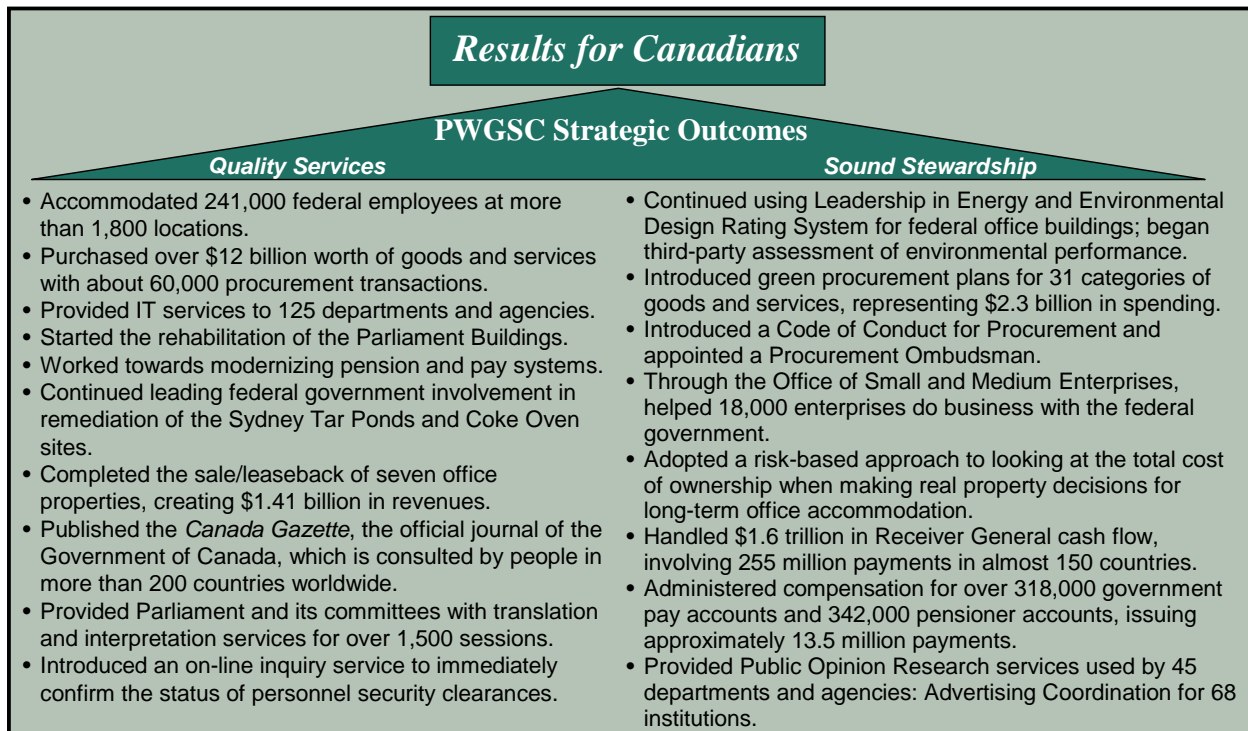 Results for Canadians
PWGSC Strategic Outcomes
Quality Services
Sound Stewardship
• Accommodated 241,000 federal employees at more
than 1,800 locations.
• Purchased over $12 billion worth of goods and services
with about 60,000 procurement transactions.
• Provided IT services to 125 departments and agencies.
• Started the rehabilitation of the Parliament Buildings.
• Worked towards modernizing pension and pay systems.
• Continued leading federal government involvement in
remediation of the Sydney Tar Ponds and Coke Oven
sites.
• Completed the sale/leaseback of seven office
properties, creating $1.41 billion in revenues.
• Published the Canada Gazette, the official journal of the
Government of Canada, which is consulted by people in
more than 200 countries worldwide.
• Provided Parliament and its committees with translation
and interpretation services for over 1,500 sessions.
• Introduced an on-line inquiry service to immediately
confirm the status of personnel security clearances.
• Continued using Leadership in Energy and Environmental
Design Rating System for federal office buildings; began
third-party assessment of environmental performance.
• Introduced green procurement plans for 31 categories of
goods and services, representing $2.3 billion in spending.
• Introduced a Code of Conduct for Procurement and
appointed a Procurement Ombudsman.
• Through the Office of Small and Medium Enterprises,
helped 18,000 enterprises do business with the federal
government.
• Adopted a risk-based approach to looking at the total cost
of ownership when making real property decisions for
long-term office accommodation.
• Handled $1.6 trillion in Receiver General cash flow,
involving 255 million payments in almost 150 countries.
• Administered compensation for over 318,000 government
pay accounts and 342,000 pensioner accounts, issuing
approximately 13.5 million payments.
• Provided Public Opinion Research services used by 45
departments and agencies: Advertising Coordination for 68
institutions.